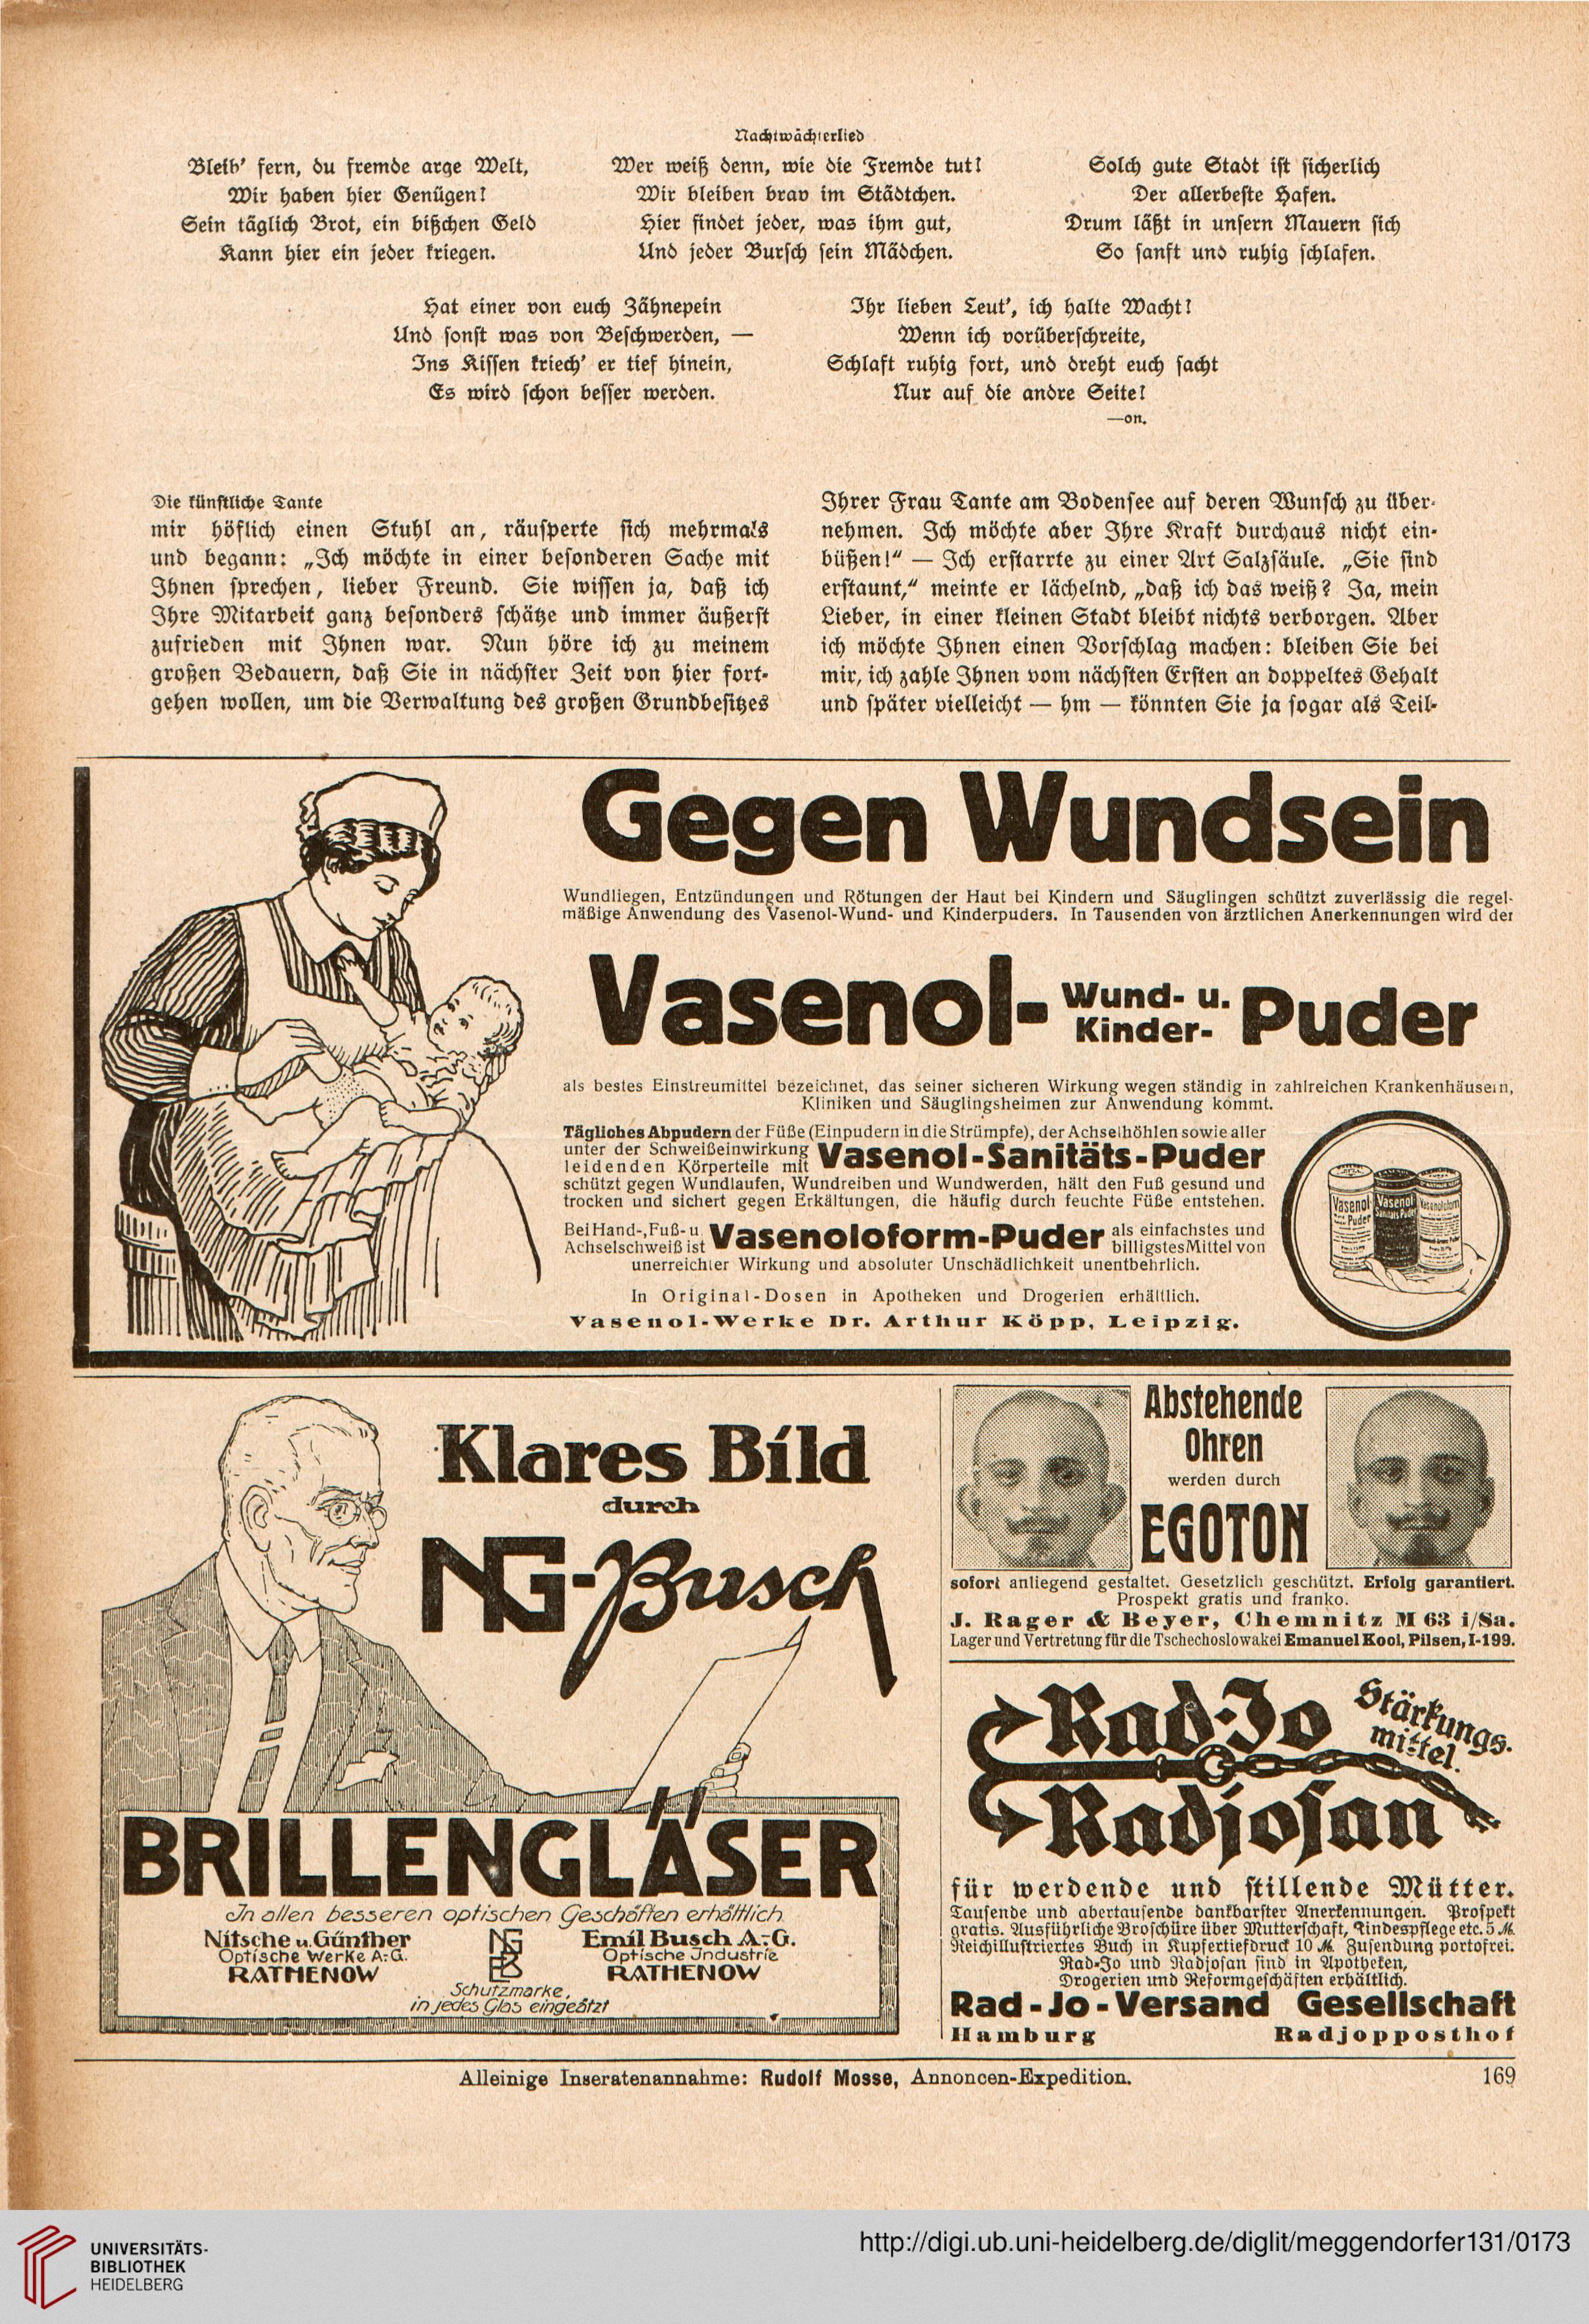 Nachtwächterlied
Bleib' fern, du fremde arge Welt,
Wir haben hier Genügen!
Sein täglich Brot, ein bißchen Geld
Kann hier ein jeder kriegen.
Wer weiß denn, wie die Fremde tut!
Wir bleiben brav im Städtchen.
Hier findet jeder, was ihm gut,
Und jeder Bursch sein Mädchen.
Solch gute Stadt ist sicherlich
Der allerbeste Hafen.
Drum läßt in unsern Mauern sich
So sanft und ruhig schlafen.
Hat einer von euch Zähnepein
Und sonst was von Beschwerden, —
Ins Kissen kriech' er tief hinein,
Es wird schon besser werden.
Ihr lieben Leut', ich halte Wacht!
Wenn ich vorüberschreite,
Schlaft ruhig fort, und dreht euch sacht
Nur auf die andre Seite!
—on.
Die künstliche Tante
mir höflich einen Stuhl an, räusperte sich mehrmals
und begann: „Ich möchte in einer besonderen Sache mit
Ihnen sprechen, lieber Freund. Sie wissen ja, daß ich
Ihre Mitarbeit ganz besonders schätze und immer äußerst
zufrieden mit Ihnen war. Nun höre ich zu meinem
großen Bedauern, daß Sie in nächster Zeit von hier fort-
gehen wollen, um die Verwaltung des großen Grundbesitzes
Ihrer Frau Tante am Bodensee auf deren Wunsch zu über-
nehmen. Ich möchte aber Ihre Kraft durchaus nicht ein-
büßen!“ — Ich erstarrte zu einer Art Salzsäule. „Sie sind
erstaunt,“ meinte er lächelnd, „daß ich das weiß? Ja, mein
Lieber, in einer kleinen Stadt bleibt nichts verborgen. Aber
ich möchte Ihnen einen Vorschlag machen: bleiben Sie bei
mir, ich zahle Ihnen vom nächsten Ersten an doppeltes Gehalt
und später vielleicht — hm — könnten Sie ja sogar als Teil-
Gegen Wundsein
Wundliegen, Entzündungen und Rötungen der Haut bei Kindern und Säuglingen schützt zuverlässig die regel-
mäßige Anwendung des Vasenol-Wund- und Kinderpuders. In Tausenden von ärztlichen Anerkennungen wird der
Vasenol- Wund- u. Kinder- Puder
als bestes Einstreumittel bezeichnet, das seiner sicheren Wirkung wegen ständig in zahlreichen Krankenhäusern,
Kliniken und Säuglingsheimen zur Anwendung kommt.
Tägliches Abpudern der Füße (Einpudern in die Strümpfe), der Achselhöhlen sowie aller
unter der Schweißeinwirkung
leidenden Körperteile mit Vasenol-Sanitäts-Puder
schützt gegen Wundlaufen, Wundreiben und Wundwerden, hält den Fuß gesund und
trocken und sichert gegen Erkältungen, die häufig durch feuchte Füße entstehen.
Bei Hand-, Fuß- u.
Achselschweiß ist Vasenoloform-Puder als einfachstes und
billigstes Mittel von
unerreichter Wirkung und absoluter Unschädlichkeit unentbehrlich.
In Original-Dosen in Apotheken und Drogerien erhältlich.
Vasenol-Werke Dr. Arthur Köpp, Leipzig.
Vasenol
Puder
Vasenol
Sanitäts Puder
Vasenoloform
Klares Bild
durch
NG-Busch
BRILLENGLÄSER
In allen besseren optischen Geschäften erhältlich
Nitsche u. Günther
Optische Werke A.-G.
RATHENOW
NG
EB
Emil Busch A.-G.
Optische Industrie
RATHENOW
Schutzmarke,
in jedes Glas eingeätzt
Abstehende
Ohren
werden durch
EGOTON
sofort anliegend gestaltet. Gesetzlich geschützt. Erfolg garantiert.
Prospekt gratis und franko.
J. Rager & Beyer, Chemnitz M 63 i/Sa.
Lager und Vertretung für die Tschechoslowakei Emanuel Kool, Pilsen, I-199.
Rad-Jo
Stärkungs-
mittel.
Radjosan
für werdende und stillende Mütter.
Tausende und abertausende dankbarster Anerkennungen. Prospekt
gratis. Ausführliche Broschüre über Mutterschaft, Kindespflege etc. 5 M.
Reichillustriertes Buch in Kupfertiefdruck 10 M. Zusendung portofrei.
Rad-Jo und Radjosan sind in Apotheken,
Drogerien und Reformgeschäften erhältlich.
Rad-Jo-Versand Gesellschaft
Hamburg Radjopposthof
Alleinige Inseratenannahme: Rudolf Mosse, Annoncen-Expedition.
169
UNIVERSITÄTS-
BIBLIOTHEK
HEIDELBERG
http://digi.ub.uni-heidelberg.de/diglit/meggendorfer131/0173